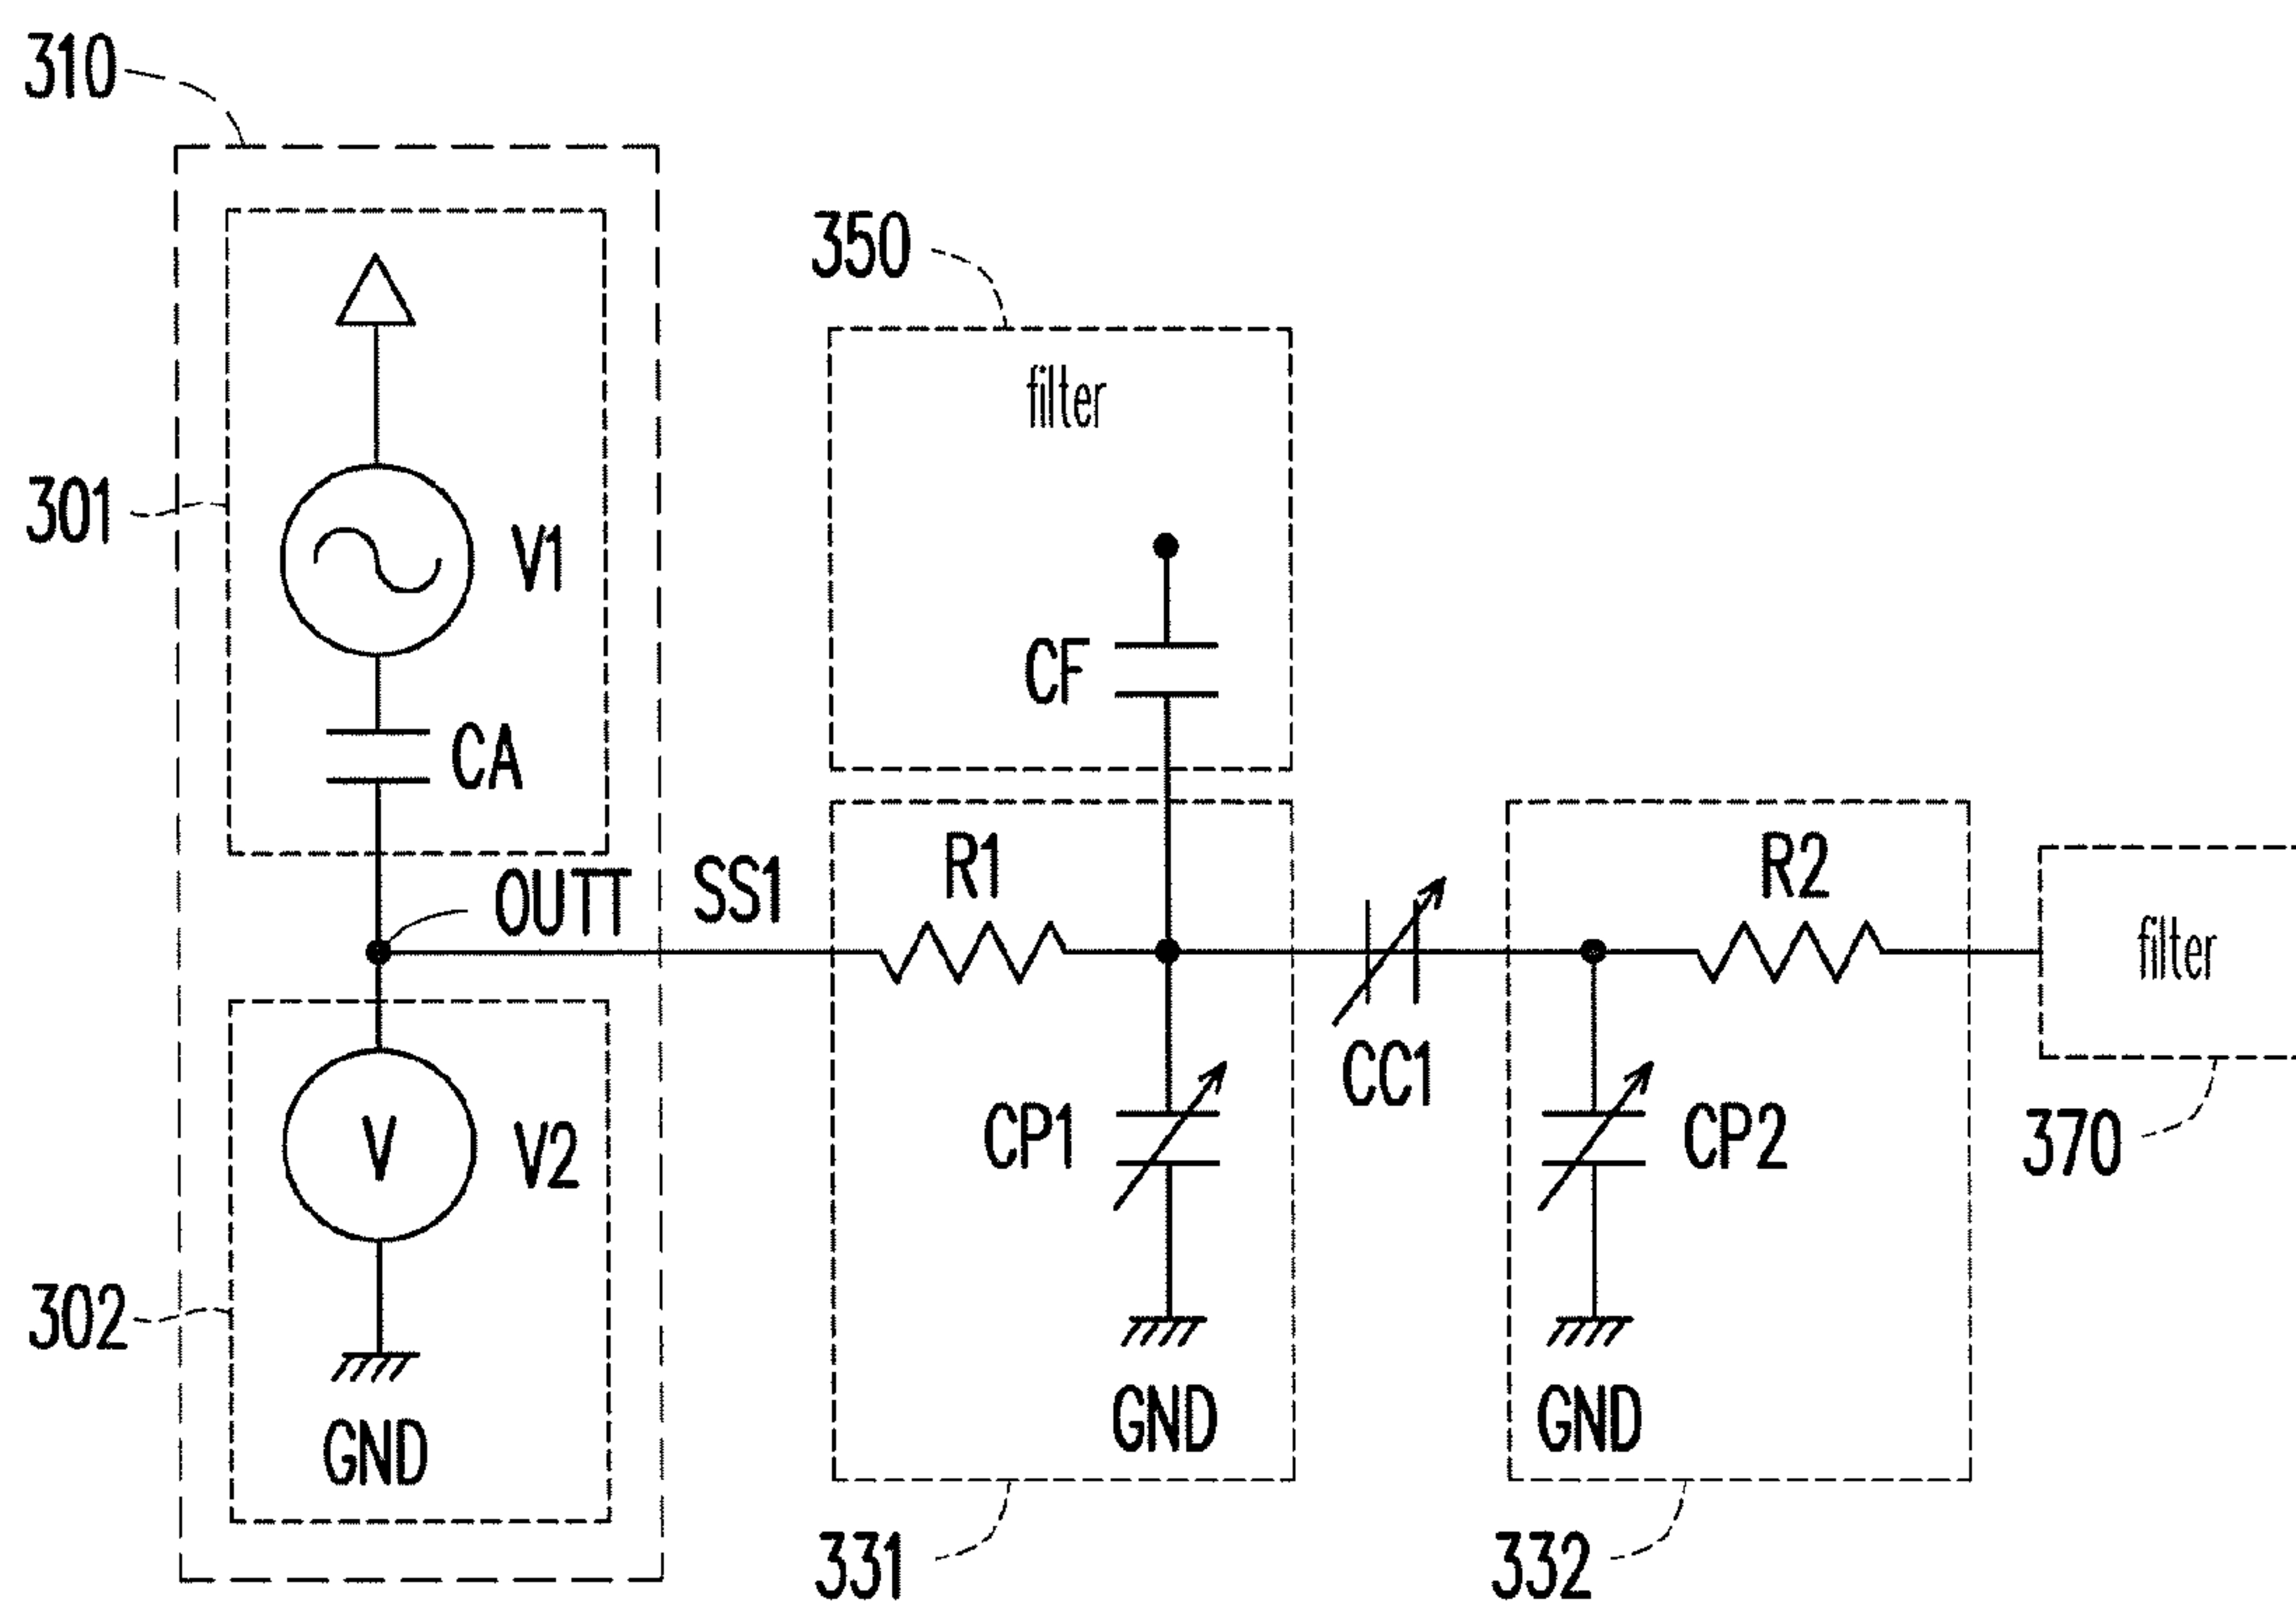 310
350
filter
301
V1
CF
CA
OUTT
SS1
R1
R2
filter
CC1
V
V2
CP1
CP2
370
302
GND
GND
GND
331
332